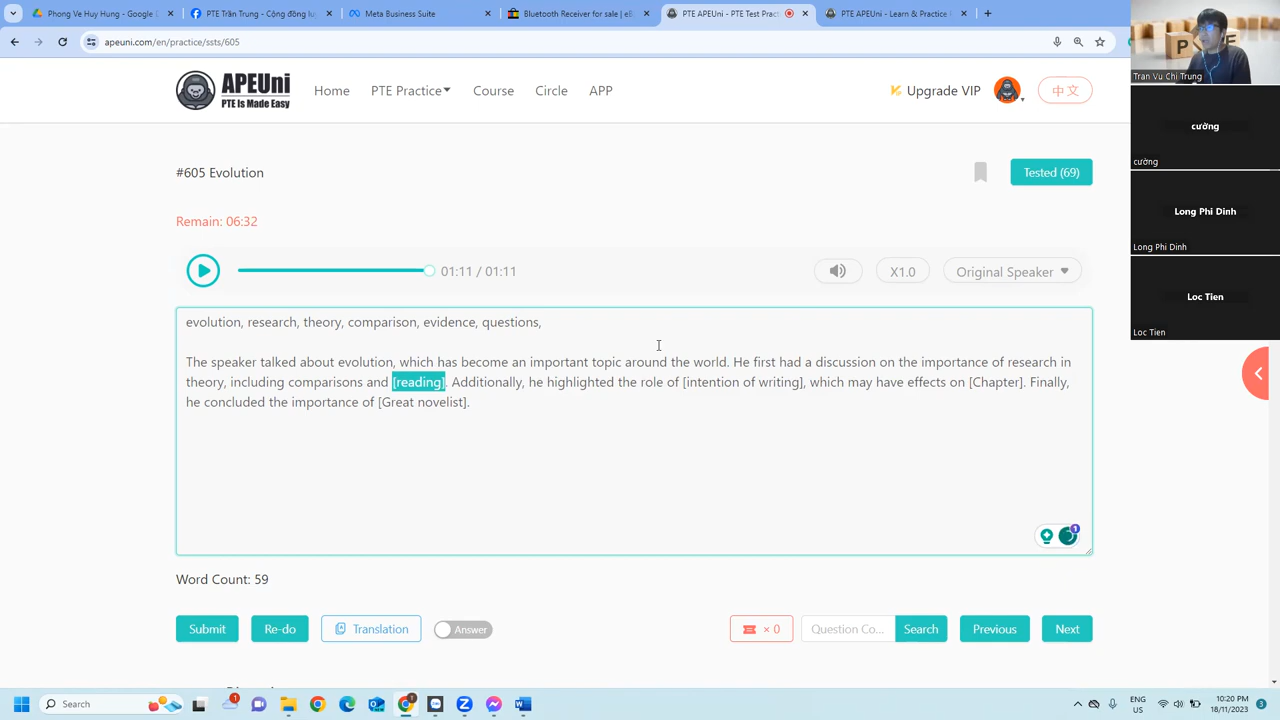 Phong Ve Huy Hung - Google D
PTE Trần Trung - Cộng đồng lu
Meta Business Suite
Bluetooth Receiver for sale | eB
PTE APEUni - PTE Test Practi
PTE APEUni - Learn & Practice F
apeuni.com/en/practice/ssts/605
APEUni
PTE Is Made Easy
Home
PTE Practice
Course
Circle
APP
Upgrade VIP
中文
#605 Evolution
Tested (69)
Remain: 06:32
01:11 / 01:11
X1.0
Original Speaker
evolution, research, theory, comparison, evidence, questions,
The speaker talked about evolution, which has become an important topic around the world. He first had a discussion on the importance of research in
theory, including comparisons and [reading]. Additionally, he highlighted the role of [intention of writing], which may have effects on [Chapter]. Finally,
he concluded the importance of [Great novelist].
1
Word Count: 59
Submit
Re-do
Translation
Answer
× 0
Question Co...
Search
Previous
Next
P
E
Tran Vu Chi Trung
cường
cường
Long Phi Dinh
Long Phi Dinh
Loc Tien
Loc Tien
Search
ENG
US
10:20 PM
18/11/2023